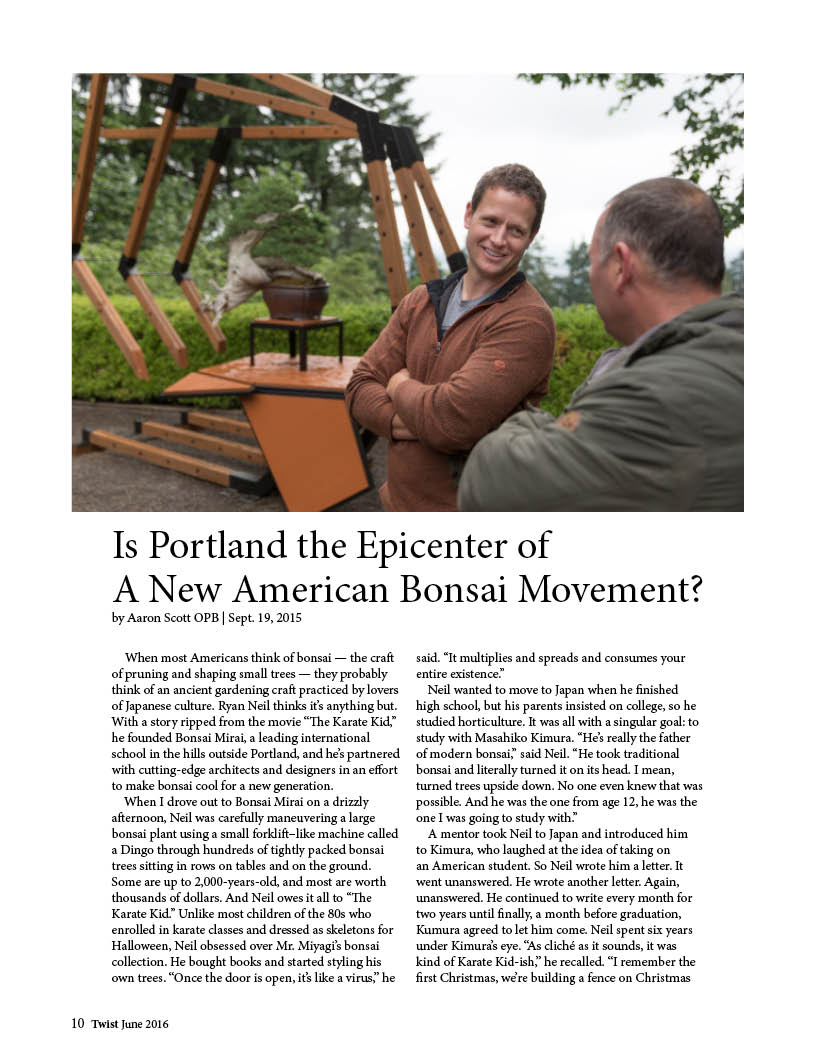 Is Portland the Epicenter of
A New American Bonsai Movement?
by Aaron Scott OPB | Sept. 19, 2015
When most Americans think of bonsai — the craft
of pruning and shaping small trees — they probably
think of an ancient gardening craft practiced by lovers
of Japanese culture. Ryan Neil thinks it’s anything but.
With a story ripped from the movie “The Karate Kid,”
he founded Bonsai Mirai, a leading international
school in the hills outside Portland, and he’s partnered
with cutting-edge architects and designers in an effort
to make bonsai cool for a new generation.
When I drove out to Bonsai Mirai on a drizzly
afternoon, Neil was carefully maneuvering a large
bonsai plant using a small forklift–like machine called
a Dingo through hundreds of tightly packed bonsai
trees sitting in rows on tables and on the ground.
Some are up to 2,000-years-old, and most are worth
thousands of dollars. And Neil owes it all to “The
Karate Kid.” Unlike most children of the 80s who
enrolled in karate classes and dressed as skeletons for
Halloween, Neil obsessed over Mr. Miyagi’s bonsai
collection. He bought books and started styling his
own trees. “Once the door is open, it’s like a virus,” he
said. “It multiplies and spreads and consumes your
entire existence.”
Neil wanted to move to Japan when he finished
high school, but his parents insisted on college, so he
studied horticulture. It was all with a singular goal: to
study with Masahiko Kimura. “He’s really the father
of modern bonsai,” said Neil. “He took traditional
bonsai and literally turned it on its head. I mean,
turned trees upside down. No one even knew that was
possible. And he was the one from age 12, he was the
one I was going to study with.”
A mentor took Neil to Japan and introduced him
to Kimura, who laughed at the idea of taking on
an American student. So Neil wrote him a letter. It
went unanswered. He wrote another letter. Again,
unanswered. He continued to write every month for
two years until finally, a month before graduation,
Kumura agreed to let him come. Neil spent six years
under Kimura’s eye. “As cliché as it sounds, it was
kind of Karate Kid-ish,” he recalled. “I remember the
first Christmas, we’re building a fence on Christmas
10 Twist June 2016